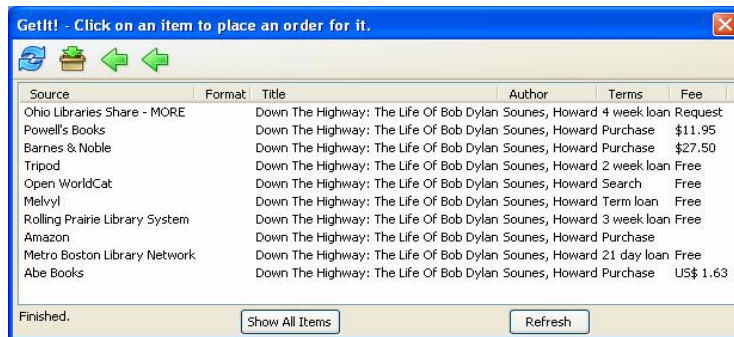 GetIt! - Click on an item to place an order for it.
Source Format Title Author Terms Fee
Ohio Libraries Share - MORE Down The Highway: The Life Of Bob Dylan Sounes, Howard 4 week loan Request
Powell's Books Down The Highway: The Life Of Bob Dylan Sounes, Howard Purchase $11.95
Barnes & Noble Down The Highway: The Life Of Bob Dylan Sounes, Howard Purchase $27.50
Tripod Down The Highway: The Life Of Bob Dylan Sounes, Howard 2 week loan Free
Open WorldCat Down The Highway: The Life Of Bob Dylan Sounes, Howard Search Free
Melvyl Down The Highway: The Life Of Bob Dylan Sounes, Howard Term loan Free
Rolling Prairie Library System Down The Highway: The Life Of Bob Dylan Sounes, Howard 3 week loan Free
Amazon Down The Highway: The Life Of Bob Dylan Sounes, Howard Purchase
Metro Boston Library Network Down The Highway: The Life Of Bob Dylan Sounes, Howard 21 day loan Free
Abe Books Down The Highway: The Life Of Bob Dylan Sounes, Howard Purchase US$ 1.63
Finished. Show All Items Refresh